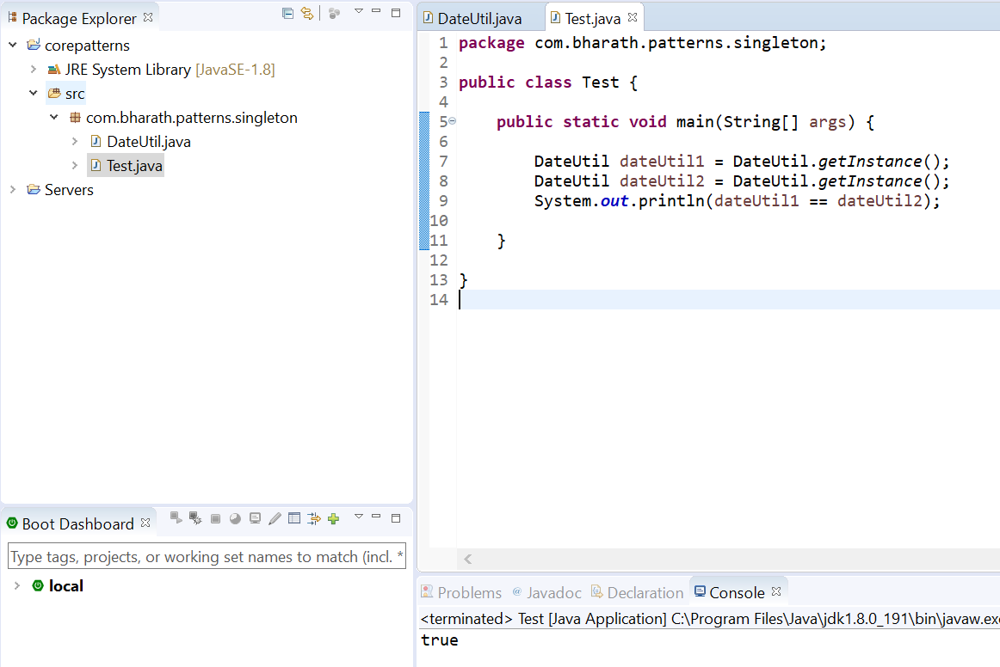 Package Explorer
corepatterns
JRE System Library [JavaSE-1.8]
src
com.bharath.patterns.singleton
DateUtil.java
Test.java
Servers
Boot Dashboard
Type tags, projects, or working set names to match (incl. *
local
DateUtil.java Test.java
1 package com.bharath.patterns.singleton;
2
3 public class Test {
4
5 public static void main(String[] args) {
6
7 DateUtil dateUtil1 = DateUtil.getInstance();
8 DateUtil dateUtil2 = DateUtil.getInstance();
9 System.out.println(dateUtil1 == dateUtil2);
10
11 }
12
13 }
14
Problems @ Javadoc Declaration Console
<terminated> Test [Java Application] C:\Program Files\Java\jdk1.8.0_191\bin\javaw.exe
true